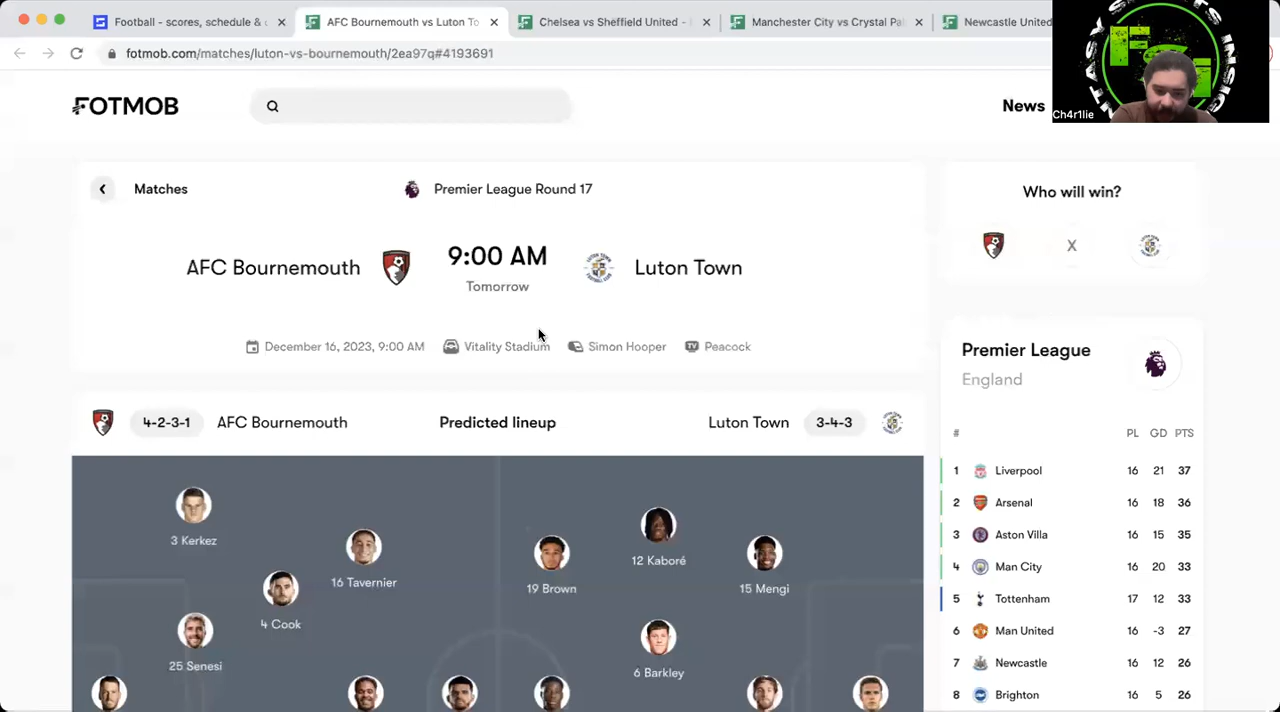 Football - scores, schedule &
AFC Bournemouth vs Luton To
Chelsea vs Sheffield United -
Manchester City vs Crystal Pal
Newcastle United
fotmob.com/matches/luton-vs-bournemouth/2ea97q#4193691
FOTMOB
News
FSI
Ch4r1lie
Matches
Premier League Round 17
Who will win?
X
AFC Bournemouth
9:00 AM
Luton Town
Tomorrow
December 16, 2023, 9:00 AM
Vitality Stadium
Simon Hooper
Peacock
4-2-3-1
AFC Bournemouth
Predicted lineup
Luton Town
3-4-3
3 Kerkez
16 Tavernier
4 Cook
25 Senesi
19 Brown
12 Kaboré
15 Mengi
6 Barkley
Premier League
England
# PL GD PTS
1 Liverpool 16 21 37
2 Arsenal 16 18 36
3 Aston Villa 16 15 35
4 Man City 16 20 33
5 Tottenham 17 12 33
6 Man United 16 -3 27
7 Newcastle 16 12 26
8 Brighton 16 5 26